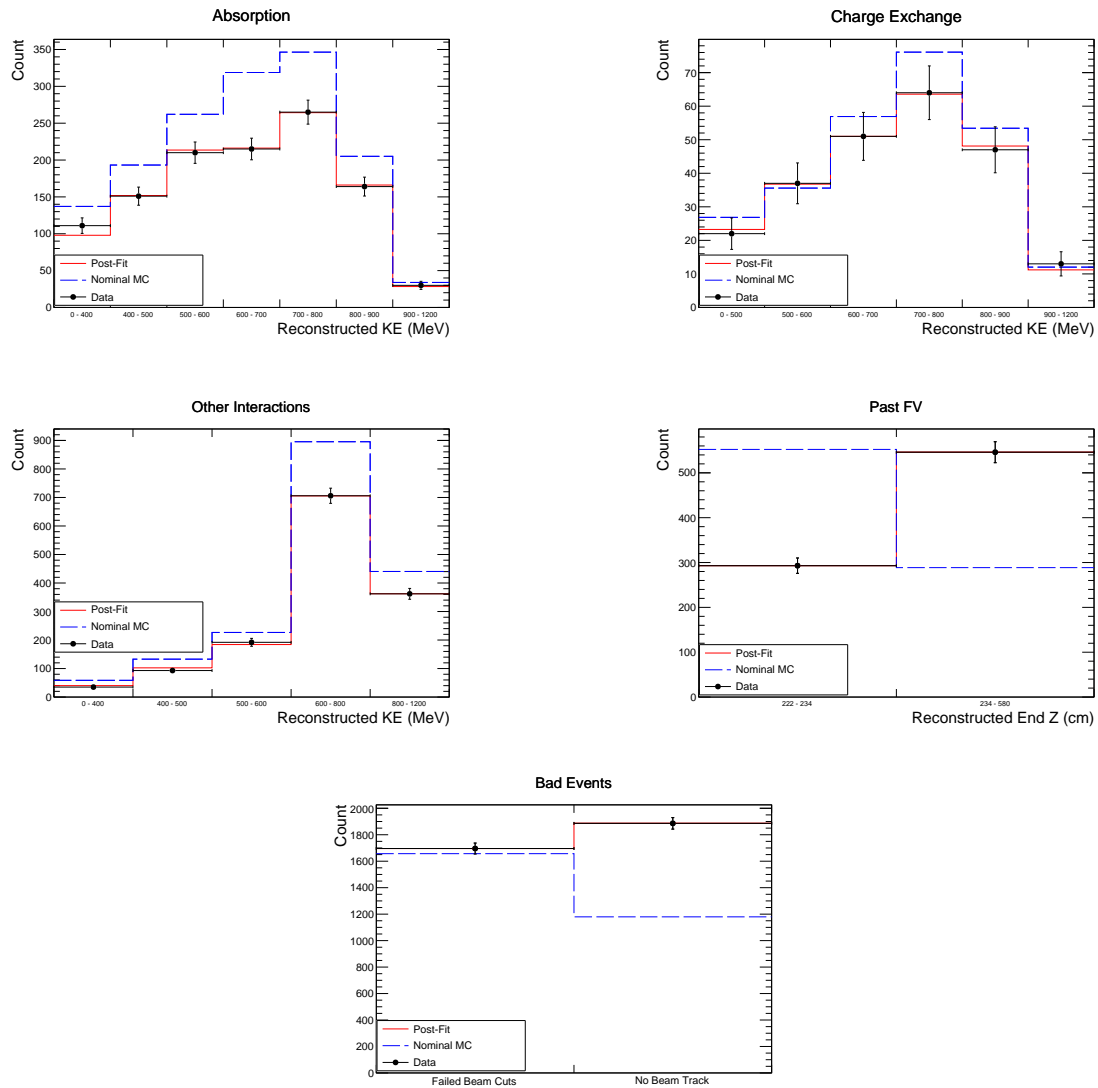 Absorption
Count
350
300
250
200
150
100
50
0
Post-Fit
Nominal MC
Data
0 - 400 400 - 500 500 - 600 600 - 700 700 - 800 800 - 900 900 - 1200
Reconstructed KE (MeV)
Charge Exchange
Count
70
60
50
40
30
20
10
0
Post-Fit
Nominal MC
Data
0 - 500 500 - 600 600 - 700 700 - 800 800 - 900 900 - 1200
Reconstructed KE (MeV)
Other Interactions
Count
900
800
700
600
500
400
300
200
100
0
Post-Fit
Nominal MC
Data
0 - 400 400 - 500 500 - 600 600 - 800 800 - 1200
Reconstructed KE (MeV)
Past FV
Count
500
400
300
200
100
0
Post-Fit
Nominal MC
Data
222 - 234 234 - 580
Reconstructed End Z (cm)
Bad Events
Count
2000
1800
1600
1400
1200
1000
800
600
400
200
0
Post-Fit
Nominal MC
Data
Failed Beam Cuts No Beam Track